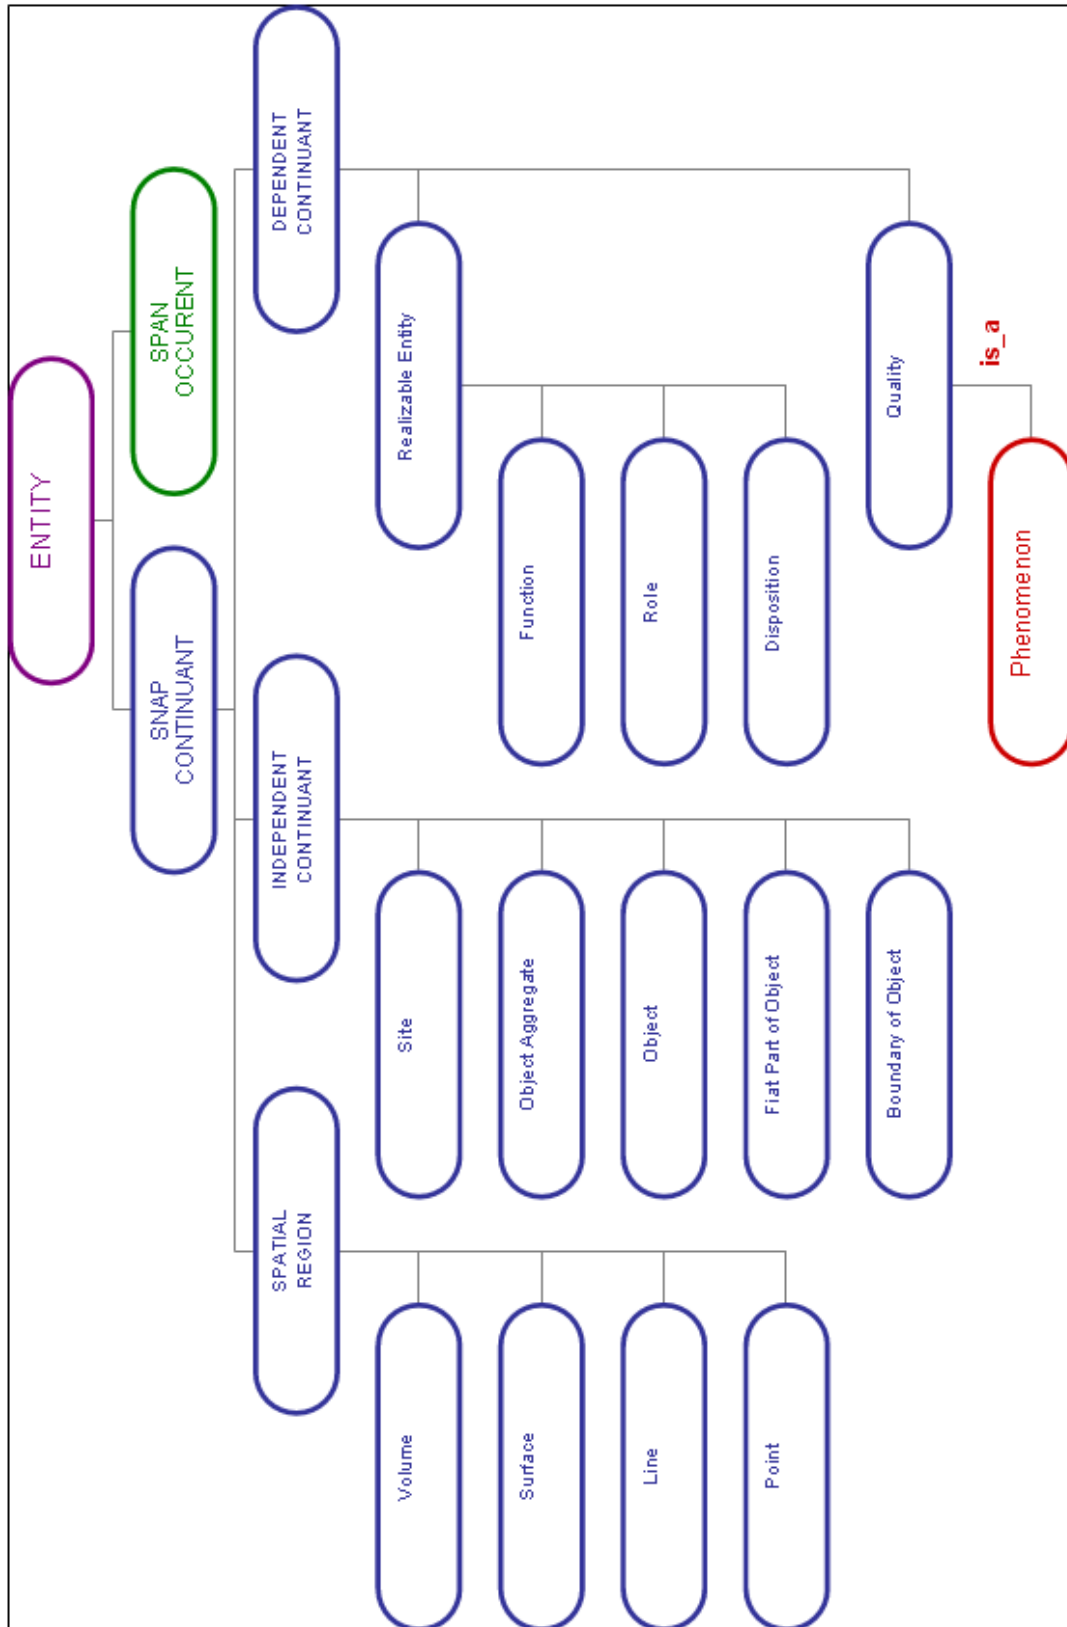 ENTITY
SNAP
CONTINUANT
SPAN
OCCURENT
SPATIAL
REGION
INDEPENDENT
CONTINUANT
DEPENDENT
CONTINUANT
Volume
Surface
Line
Point
Site
Object Aggregate
Object
Fiat Part of Object
Boundary of Object
Realizable Entity
Function
Role
Disposition
Quality
is_a
Phenomenon